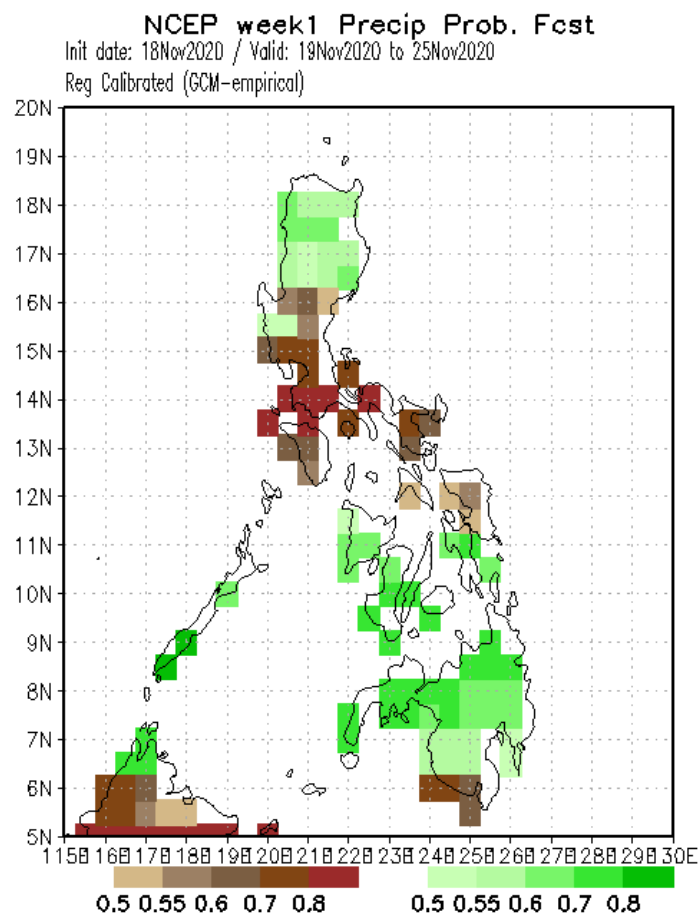 NCEP week1 Precip Prob. Fcst
Init date: 18Nov2020 / Valid: 19Nov2020 to 25Nov2020
Reg Calibrated (GCM-empirical)
20N
19N
18N
17N
16N
15N
14N
13N
12N
11N
10N
9N
8N
7N
6N
5N
115E 116E 117E 118E 119E 120E 121E 122E 123E 124E 125E 126E 127E 128E 129E 130E
0.5 0.55 0.6 0.7 0.8 0.5 0.55 0.6 0.7 0.8